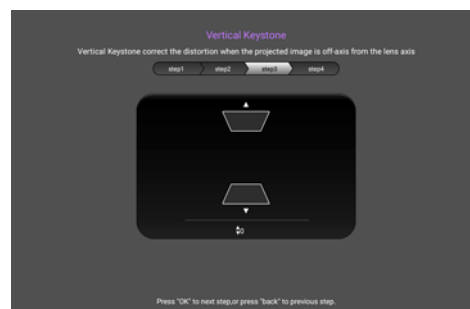 Vertical Keystone
Vertical Keystone correct the distortion when the projected image is off-axis from the lens axis
step1 step2 step3 step4
0
Press "OK" to next step,or press "back" to previous step.